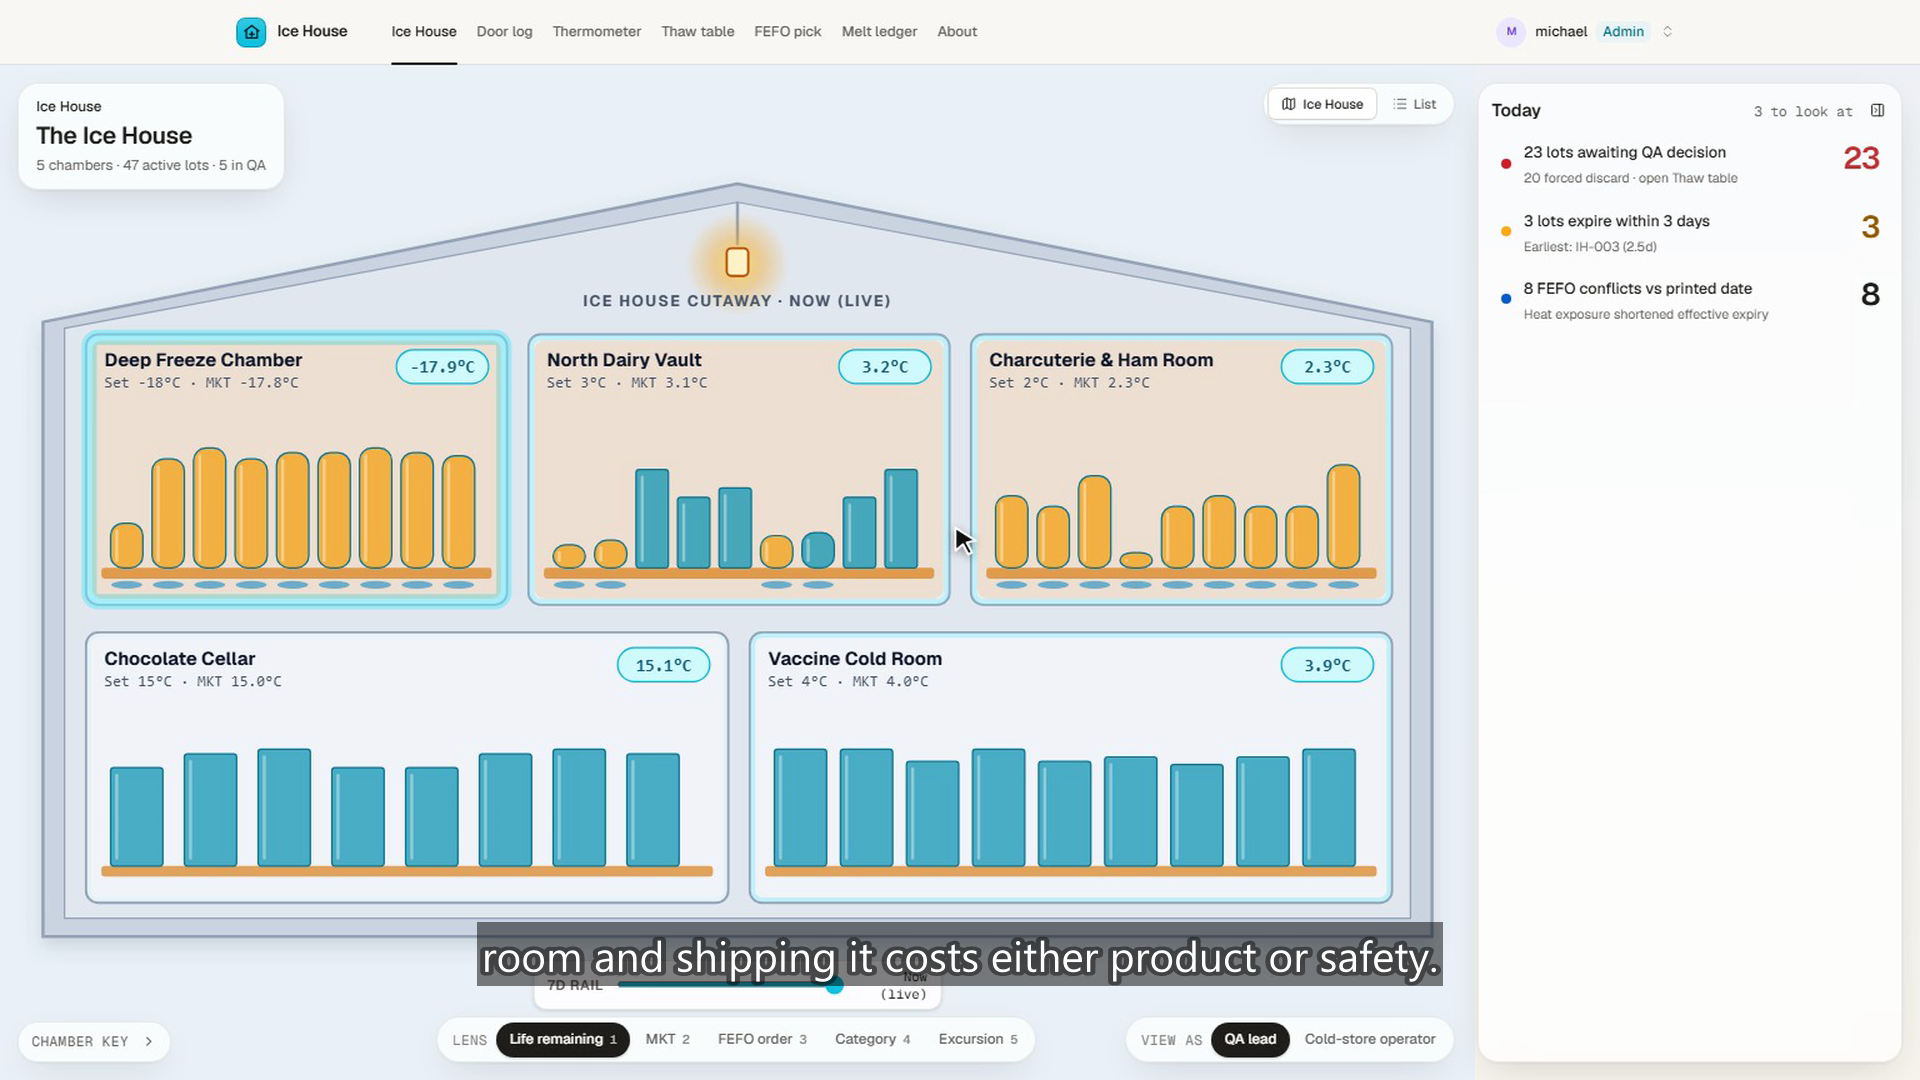 Ice House
Ice House
Door log
Thermometer
Thaw table
FEFO pick
Melt ledger
About
M
michael
Admin
Ice House
The Ice House
5 chambers · 47 active lots · 5 in QA
Ice House
List
Today
3 to look at
23 lots awaiting QA decision
23
20 forced discard · open Thaw table
3 lots expire within 3 days
3
Earliest: IH-003 (2.5d)
8 FEFO conflicts vs printed date
8
Heat exposure shortened effective expiry
ICE HOUSE CUTAWAY · NOW (LIVE)
Deep Freeze Chamber
-17.9°C
Set -18°C · MKT -17.8°C
North Dairy Vault
3.2°C
Set 3°C · MKT 3.1°C
Charcuterie & Ham Room
2.3°C
Set 2°C · MKT 2.3°C
Chocolate Cellar
15.1°C
Set 15°C · MKT 15.0°C
Vaccine Cold Room
3.9°C
Set 4°C · MKT 4.0°C
room and shipping it costs either product or safety.
7D RAIL
Now
(live)
CHAMBER KEY
LENS
Life remaining 1
MKT 2
FEFO order 3
Category 4
Excursion 5
VIEW AS
QA lead
Cold-store operator